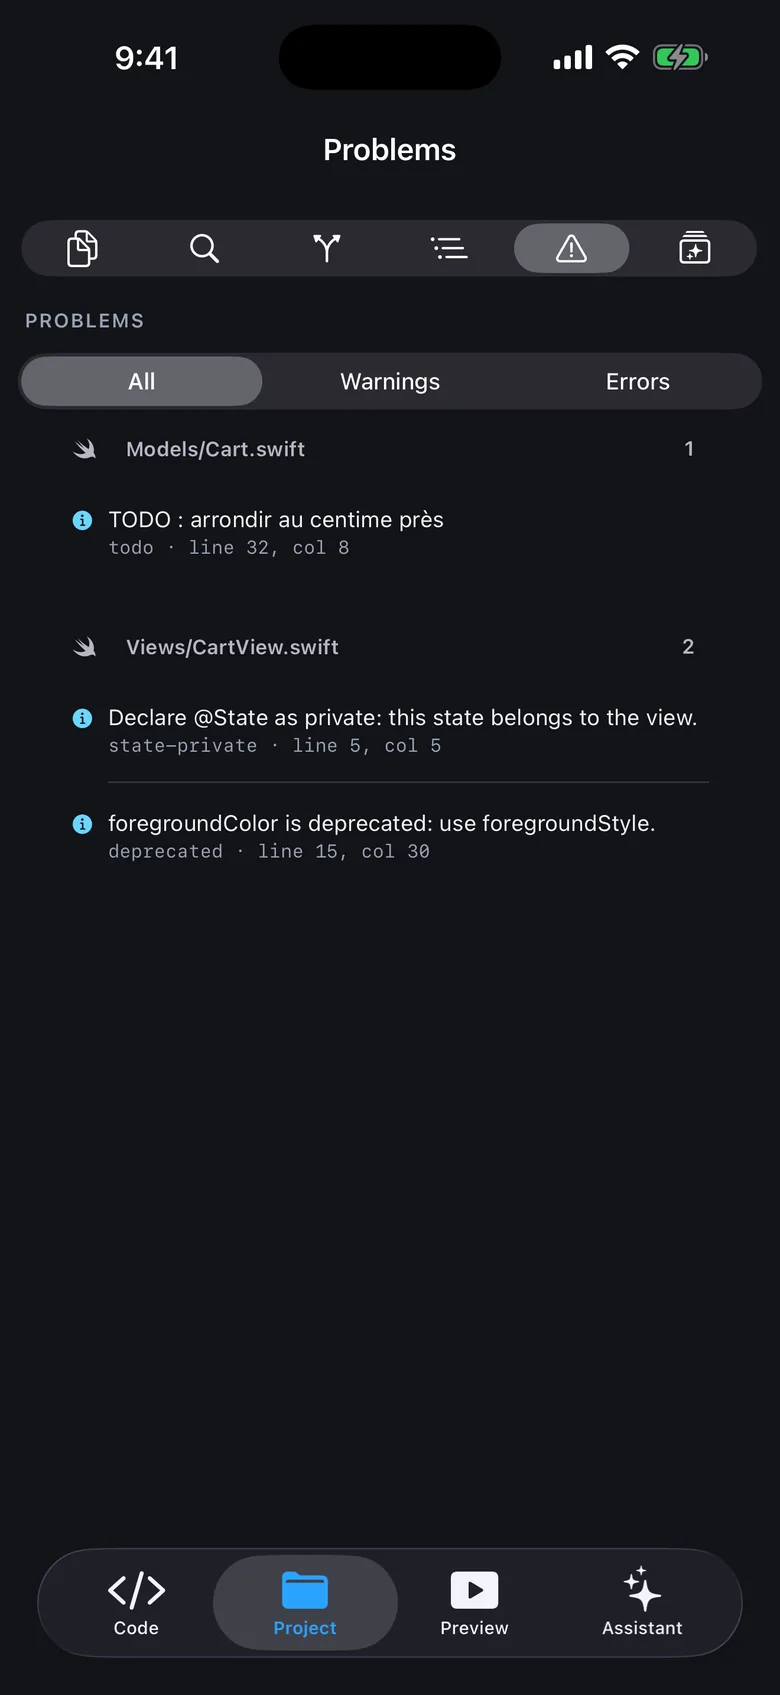 9:41
Problems
PROBLEMS
All Warnings Errors
Models/Cart.swift 1
TODO : arrondir au centime près
todo · line 32, col 8
Views/CartView.swift 2
Declare @State as private: this state belongs to the view.
state-private · line 5, col 5
foregroundColor is deprecated: use foregroundStyle.
deprecated · line 15, col 30
Code Project Preview Assistant